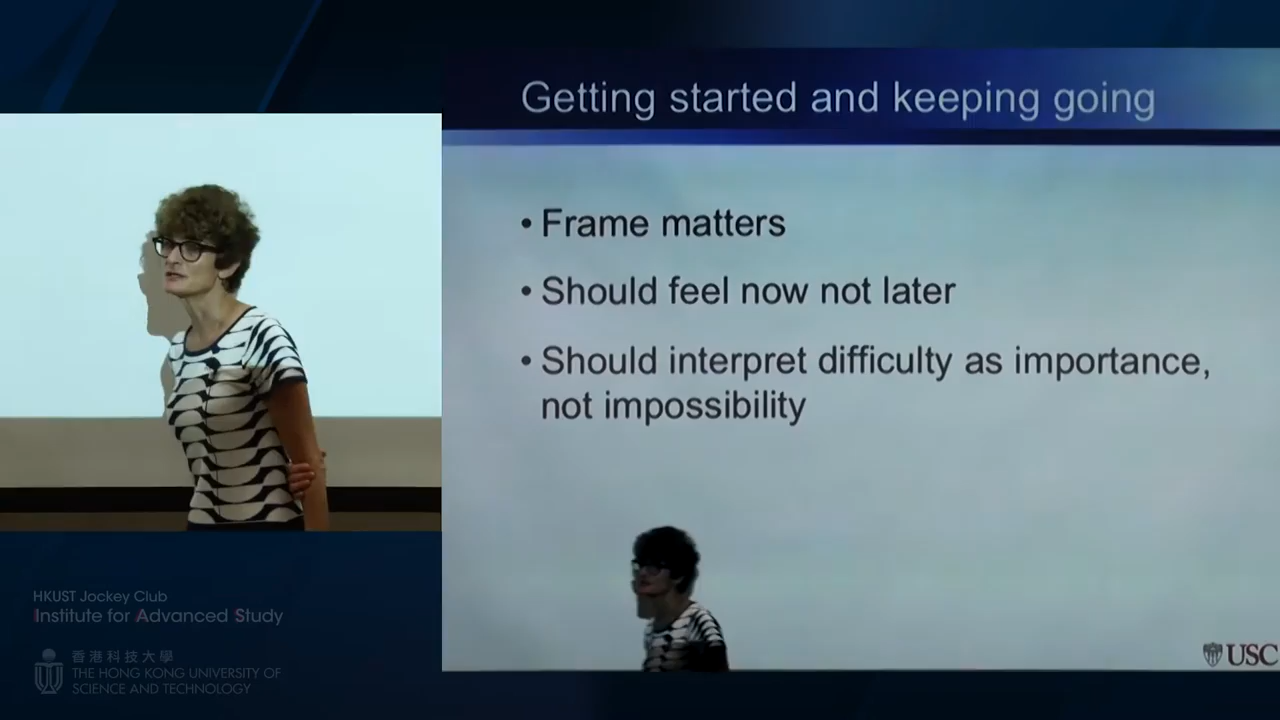 Getting started and keeping going
• Frame matters
• Should feel now not later
• Should interpret difficulty as importance,
not impossibility
USC
HKUST Jockey Club
Institute for Advanced Study
香港科技大學
THE HONG KONG UNIVERSITY OF
SCIENCE AND TECHNOLOGY